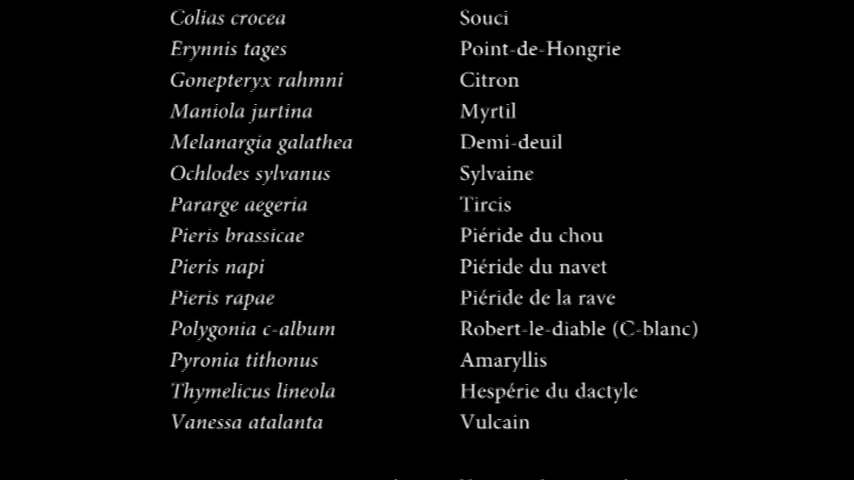 Colias crocea Souci
Erynnis tages Point-de-Hongrie
Gonepteryx rahmni Citron
Maniola jurtina Myrtil
Melanargia galathea Demi-deuil
Ochlodes sylvanus Sylvaine
Pararge aegeria Tircis
Pieris brassicae Piéride du chou
Pieris napi Piéride du navet
Pieris rapae Piéride de la rave
Polygonia c-album Robert-le-diable (C-blanc)
Pyronia tithonus Amaryllis
Thymelicus lineola Hespérie du dactyle
Vanessa atalanta Vulcain